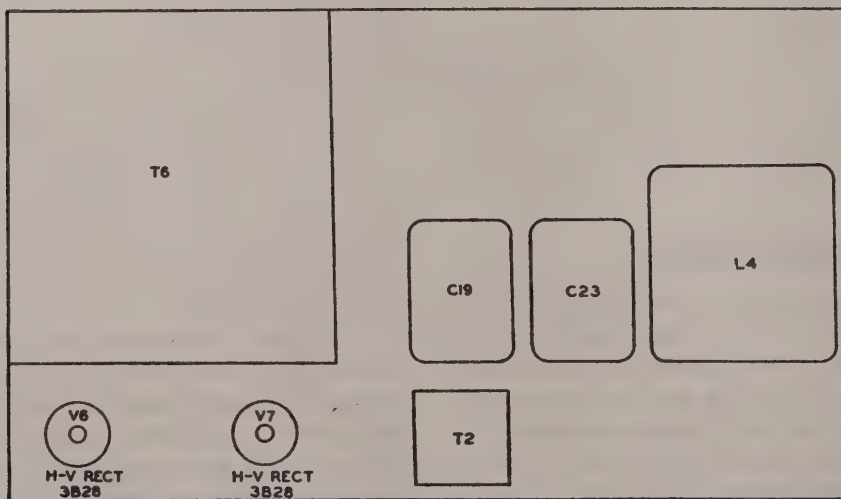 T6
C19
C23
L4
V6
V7
T2
H-V RECT
3B28
H-V RECT
3B28